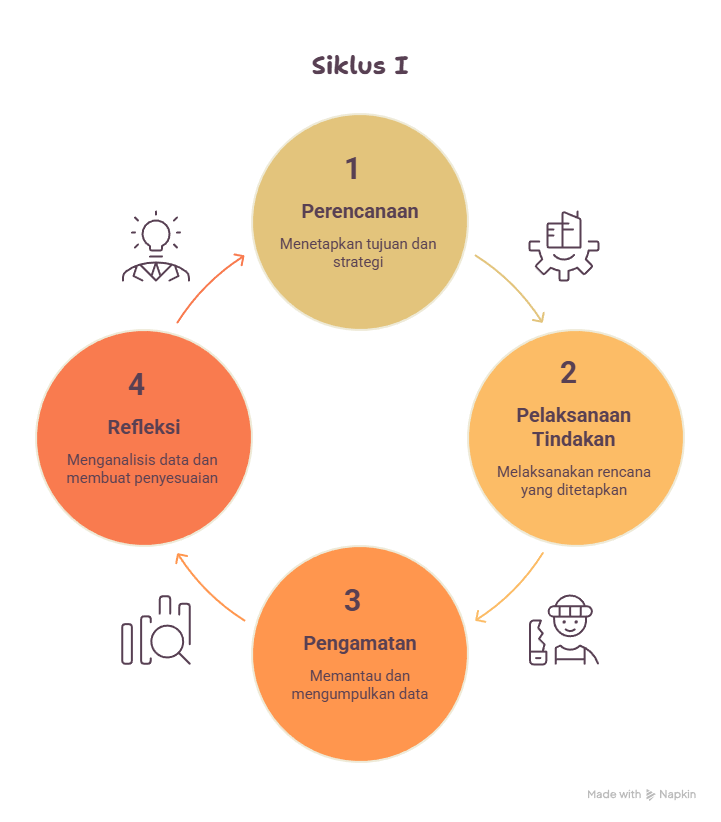 Siklus I
1
Perencanaan
Menetapkan tujuan dan
strategi
2
Pelaksanaan
Tindakan
Melaksanakan rencana
yang ditetapkan
3
Pengamatan
Memantau dan
mengumpulkan data
4
Refleksi
Menganalisis data dan
membuat penyesuaian
Made with Napkin